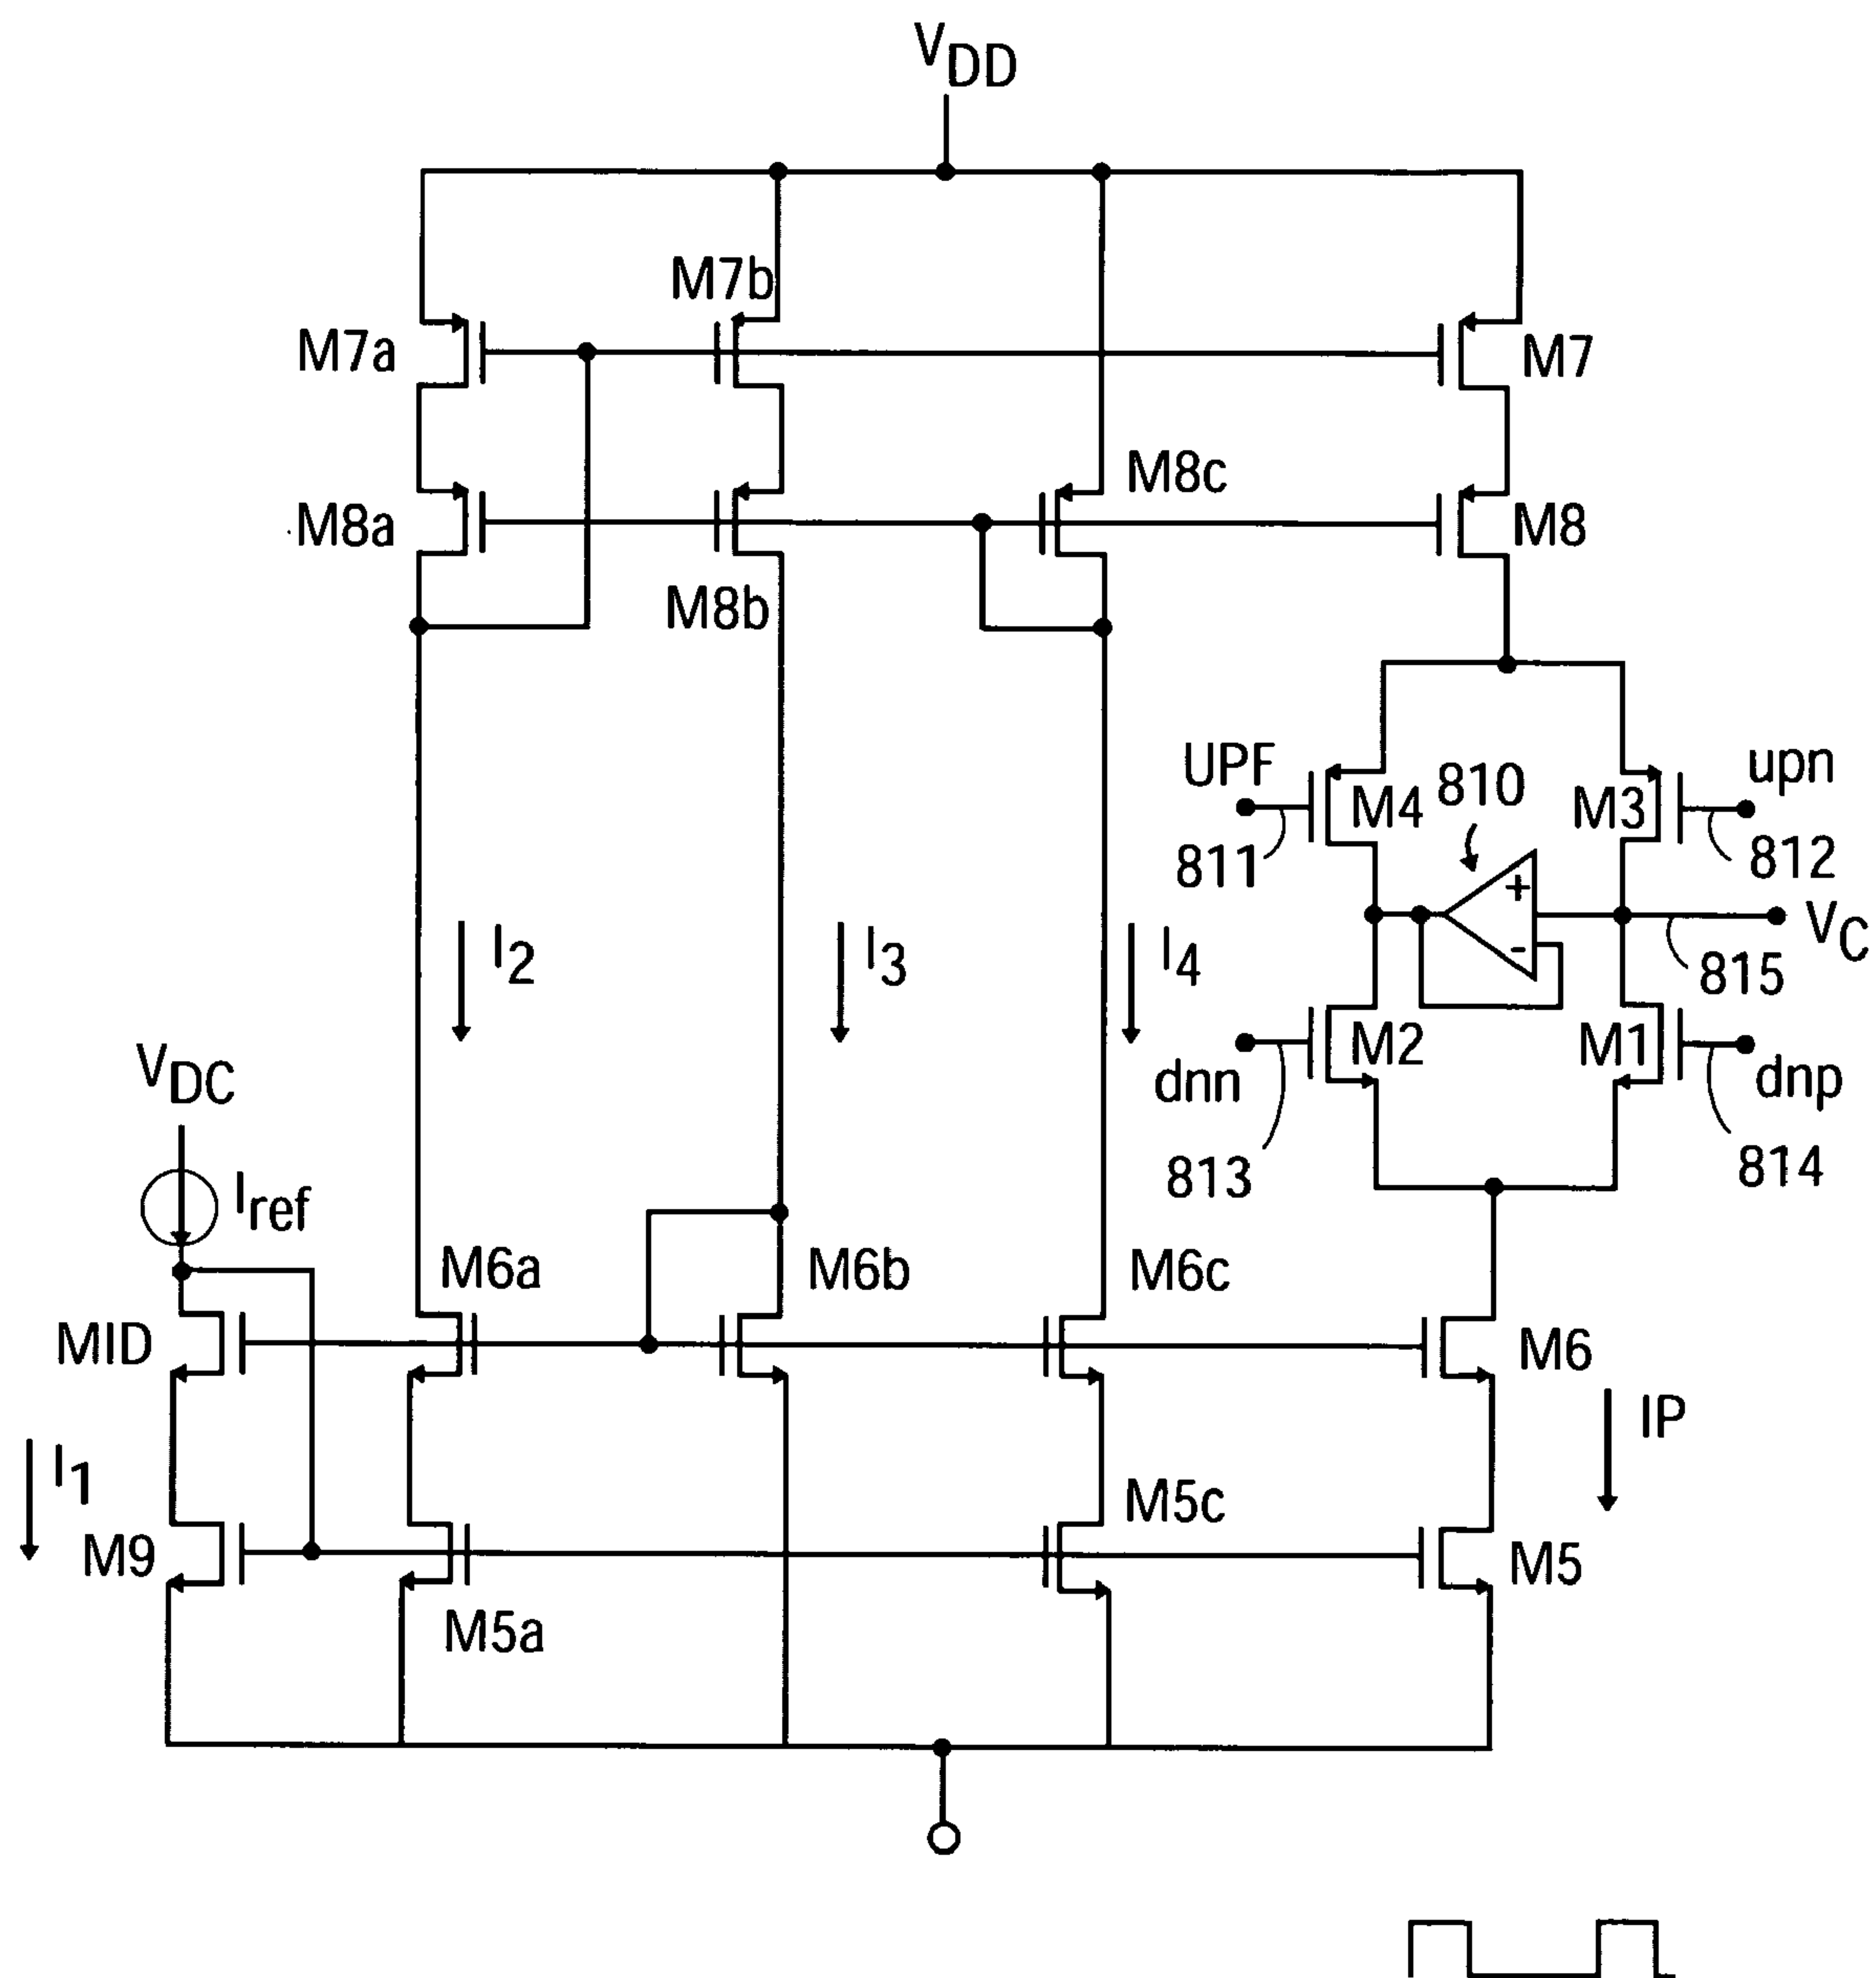 VDD
M7b
M7a
M7
M8c
M8a
M8
M8b
UPF
M4
810
M3
upn
811
812
+
-
VC
815
I2
I3
I4
VDC
dnn
M2
M1
dnp
813
814
Iref
M6a
M6b
M6c
MID
M6
IP
I1
M5c
M9
M5
M5a